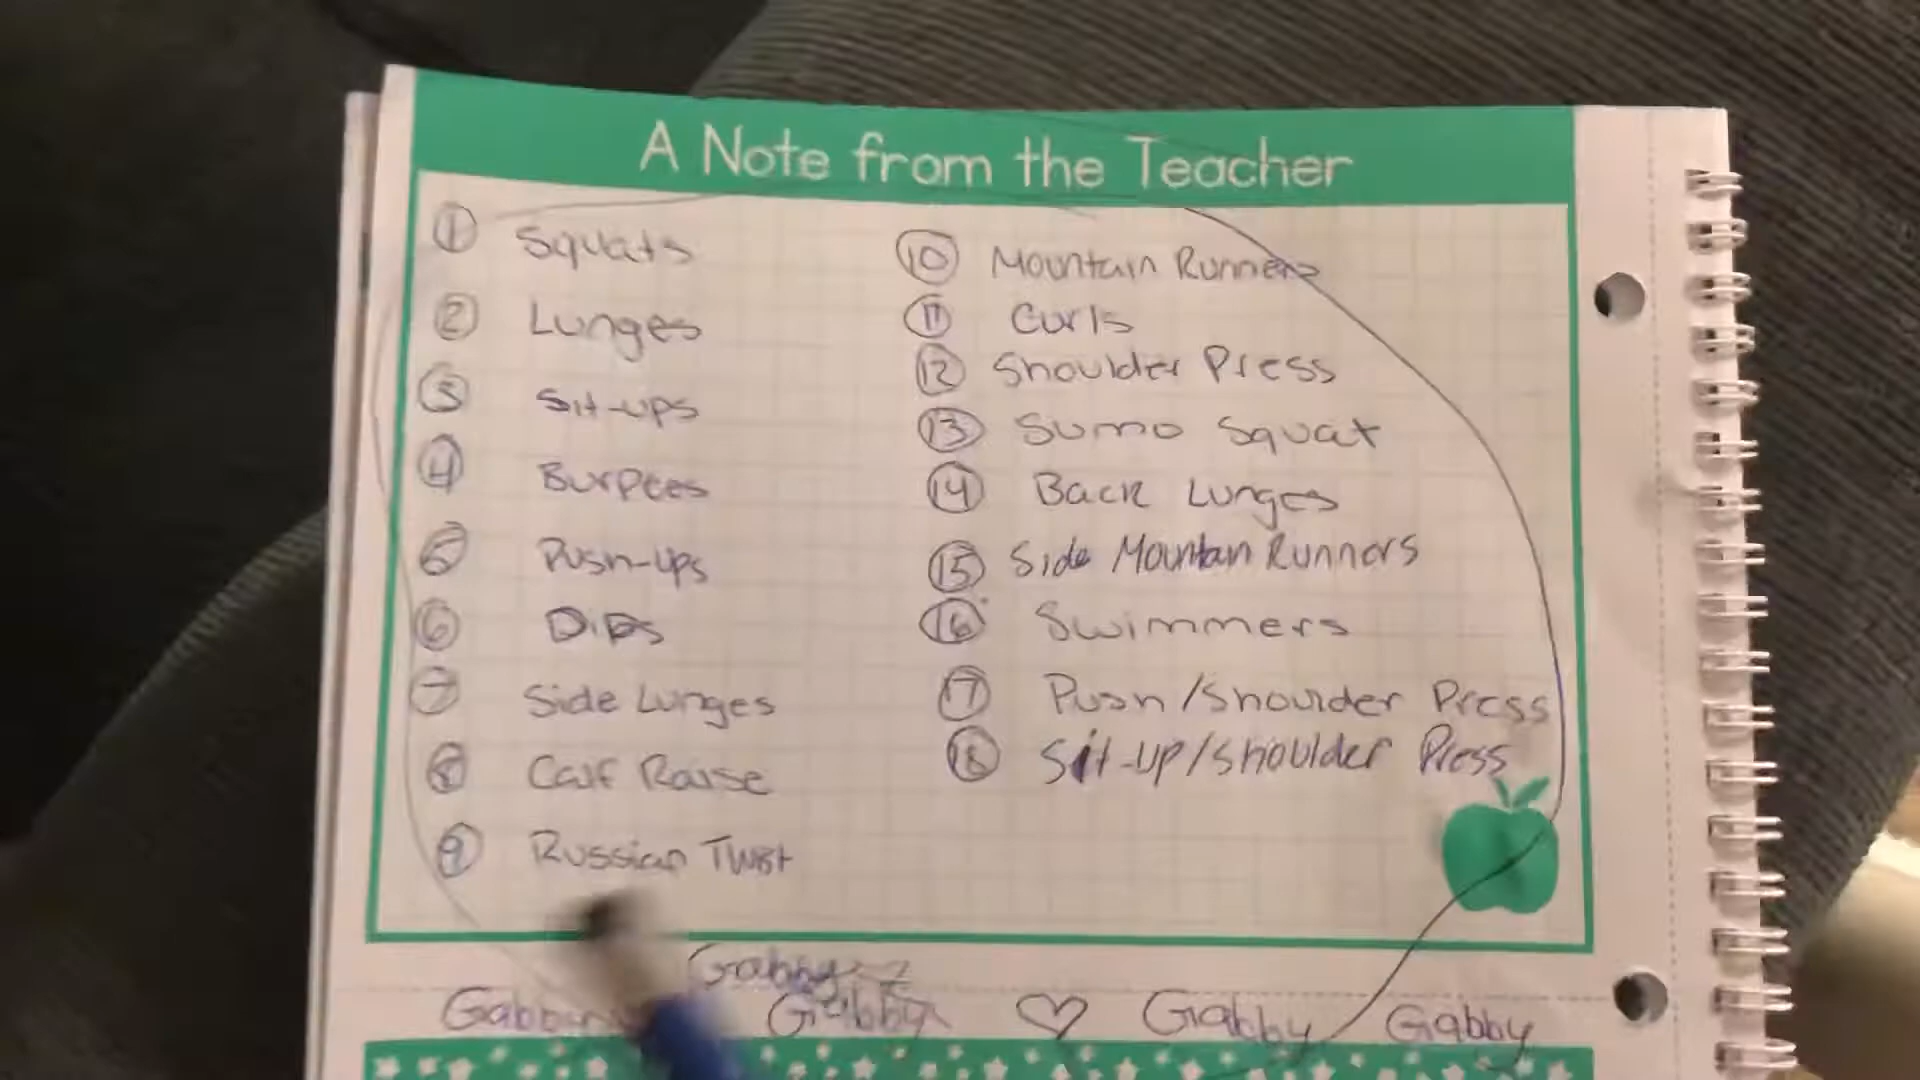 A Note from the Teacher
① Squats
② Lunges
③ Sit-ups
④ Burpees
⑤ Push-ups
⑥ Dips
⑦ Side Lunges
⑧ Calf Raise
⑨ Russian Twist
⑩ Mountain Runners
⑪ Curls
⑫ Shoulder Press
⑬ Sumo Squat
⑭ Back Lunges
⑮ Side Mountain Runners
⑯ Swimmers
⑰ Push/Shoulder Press
⑱ Sit-up/Shoulder Press
Gabby
Gabby Gabby ♡ Gabby Gabby